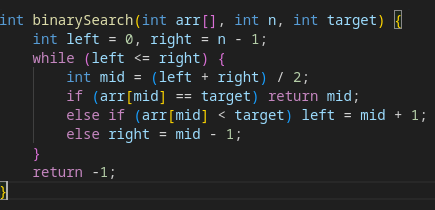 int binarySearch(int arr[], int n, int target) {
    int left = 0, right = n - 1;
    while (left <= right) {
        int mid = (left + right) / 2;
        if (arr[mid] == target) return mid;
        else if (arr[mid] < target) left = mid + 1;
        else right = mid - 1;
    }
    return -1;
}